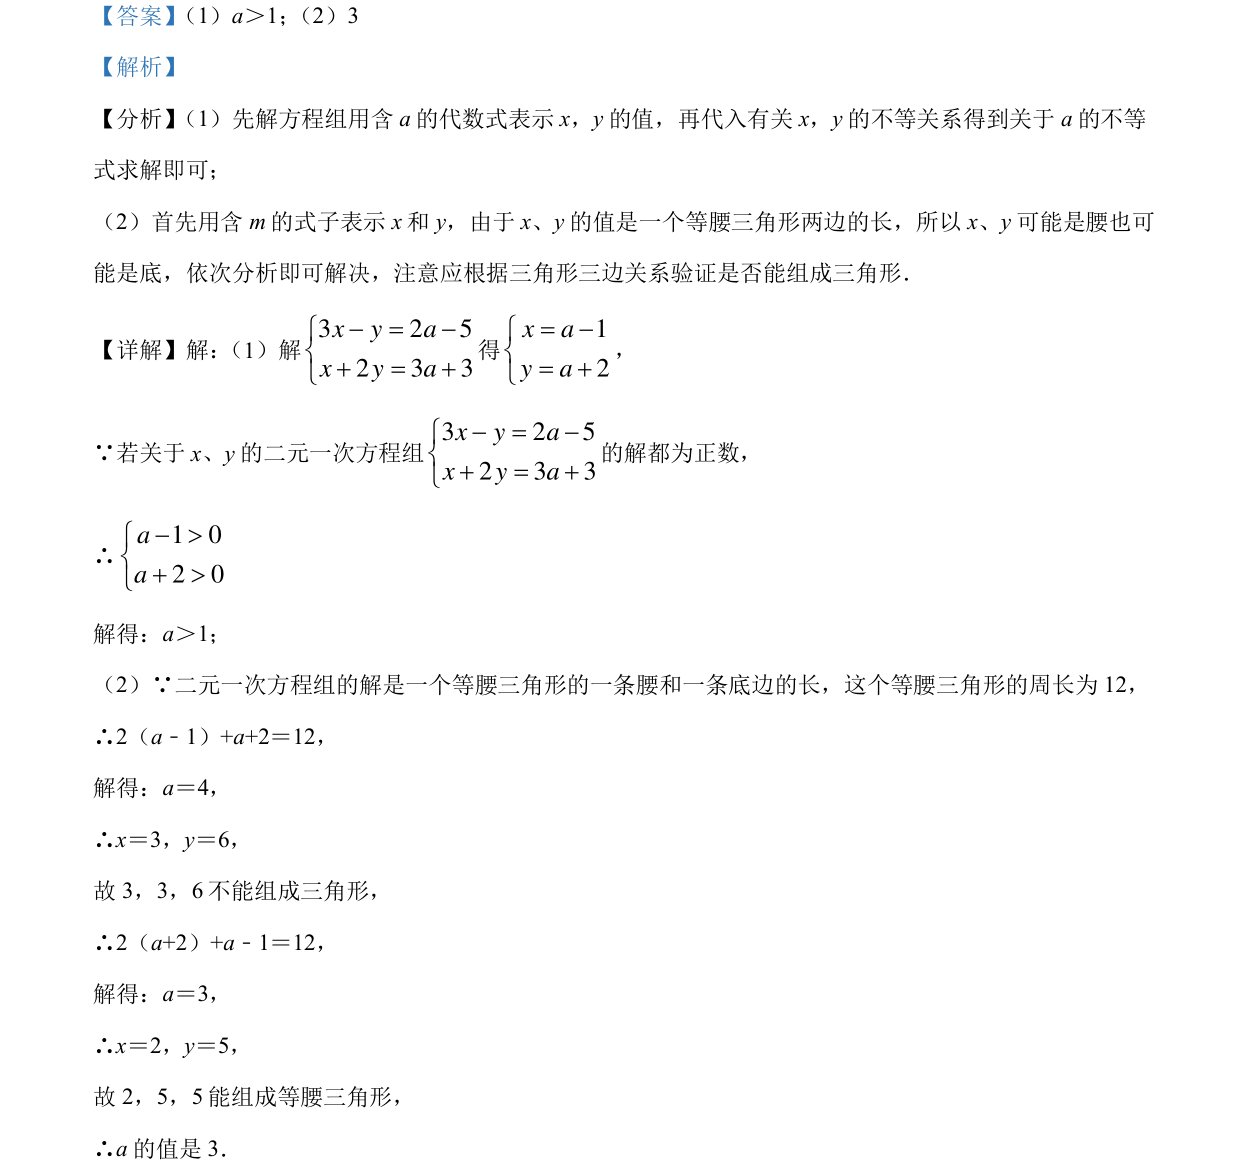 【答案】（1）a＞1；（2）3
【解析】
【分析】（1）先解方程组用含 a 的代数式表示 x，y 的值，再代入有关 x，y 的不等关系得到关于 a 的不等
式求解即可；
（2）首先用含 m 的式子表示 x 和 y，由于 x、y 的值是一个等腰三角形两边的长，所以 x、y 可能是腰也可
能是底，依次分析即可解决，注意应根据三角形三边关系验证是否能组成三角形．
【详解】解：（1）解{3x－y＝2a－5 x＋2y＝3a＋3 得{x＝a－1 y＝a＋2，
∵若关于 x、y 的二元一次方程组{3x－y＝2a－5 x＋2y＝3a＋3 的解都为正数，
∴{a－1＞0 a＋2＞0
解得：a＞1；
（2）∵二元一次方程组的解是一个等腰三角形的一条腰和一条底边的长，这个等腰三角形的周长为 12，
∴2（a﹣1）+a+2＝12，
解得：a＝4，
∴x＝3，y＝6，
故 3，3，6 不能组成三角形，
∴2（a+2）+a﹣1＝12，
解得：a＝3，
∴x＝2，y＝5，
故 2，5，5 能组成等腰三角形，
∴a 的值是 3．